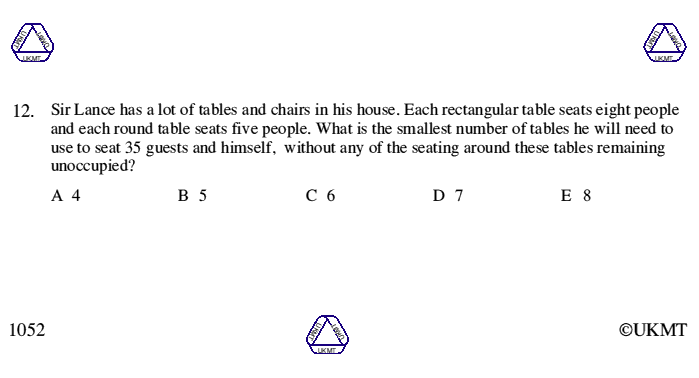 UKMT UKMT UKMT
UKMT UKMT UKMT
12. Sir Lance has a lot of tables and chairs in his house. Each rectangular table seats eight people
and each round table seats five people. What is the smallest number of tables he will need to
use to seat 35 guests and himself, without any of the seating around these tables remaining
unoccupied?
A 4 B 5 C 6 D 7 E 8
1052
UKMT UKMT UKMT
©UKMT